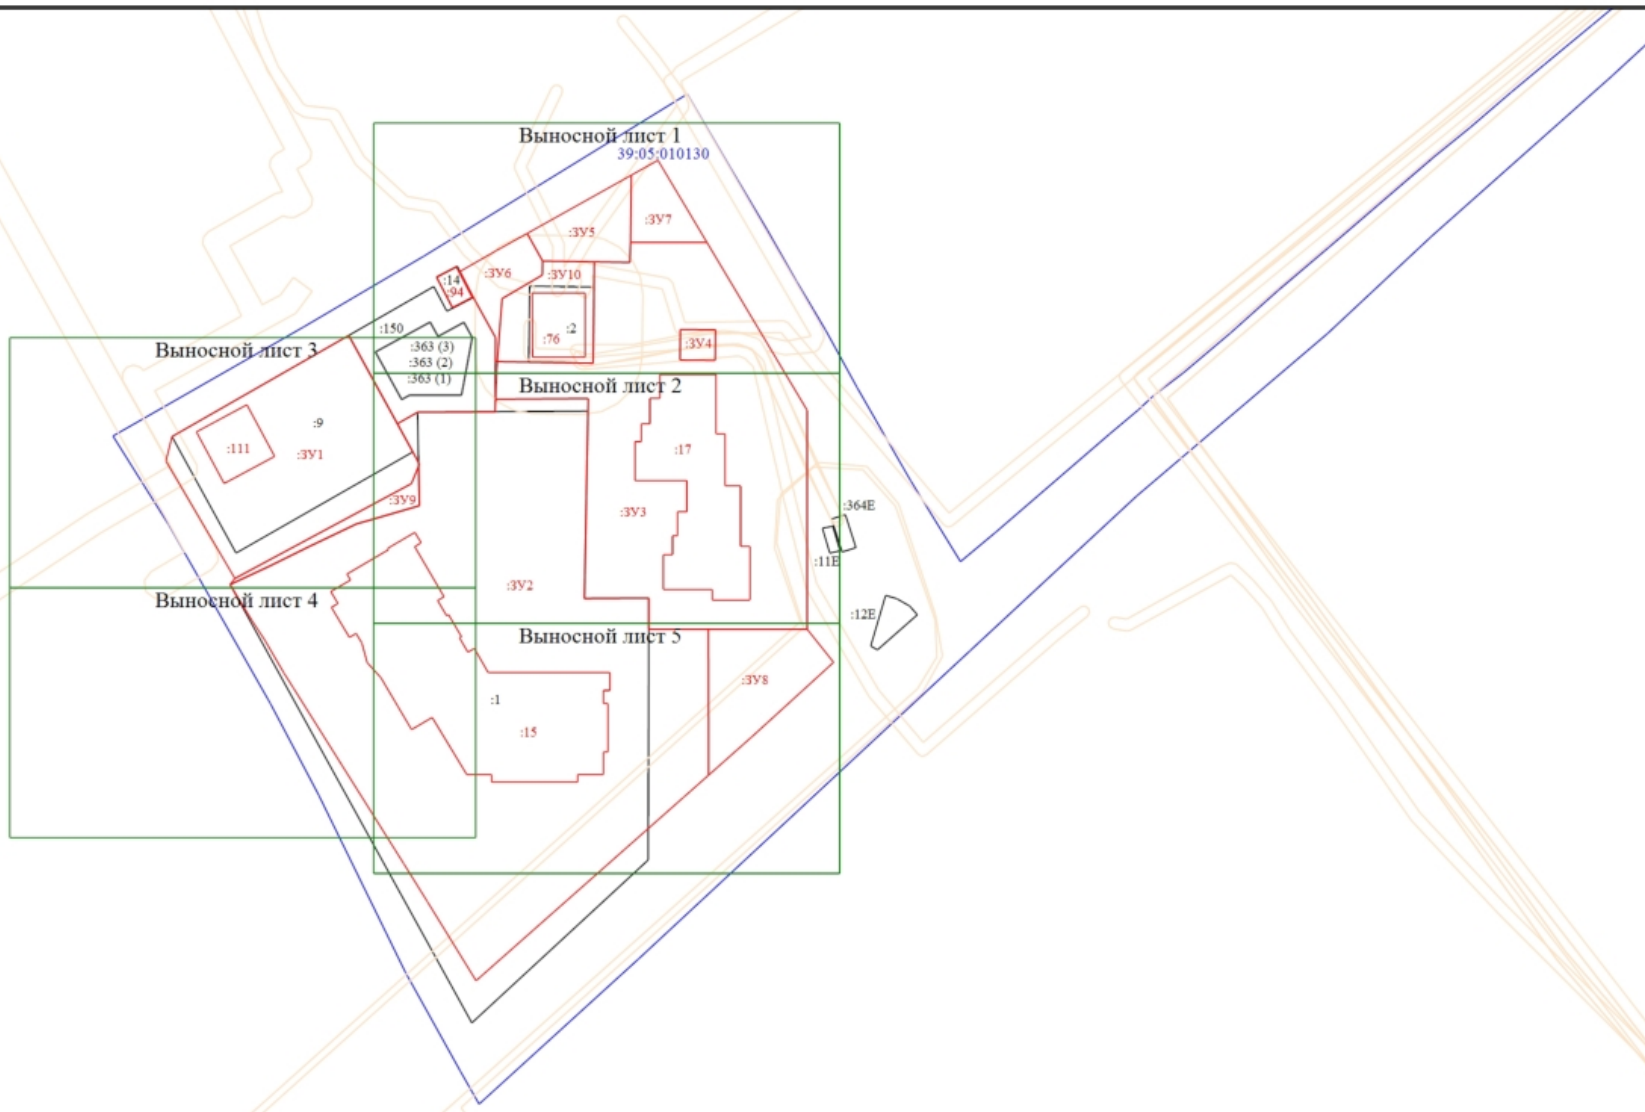 Выносной лист 1
39:05:010130
:ЗУ7
:ЗУ5
:ЗУ6
:ЗУ10
:14
:94
:150
:2
:76
:ЗУ4
:363 (3)
:363 (2)
:363 (1)
Выносной лист 3
Выносной лист 2
:9
:111
:ЗУ1
:17
:ЗУ9
:ЗУ3
:364Е
:11Е
:ЗУ2
Выносной лист 4
:12Е
Выносной лист 5
:ЗУ8
:1
:15